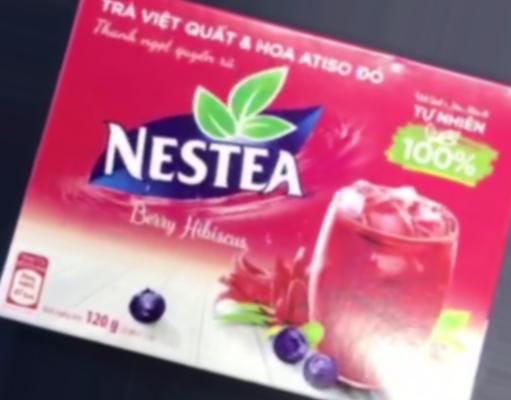 TRÀ VIỆT QUẤT & HOA ATISO ĐỎ
Thanh ngọt quyến rũ
TỰ NHIÊN
100%
NESTEA
Berry Hibiscus
120 g